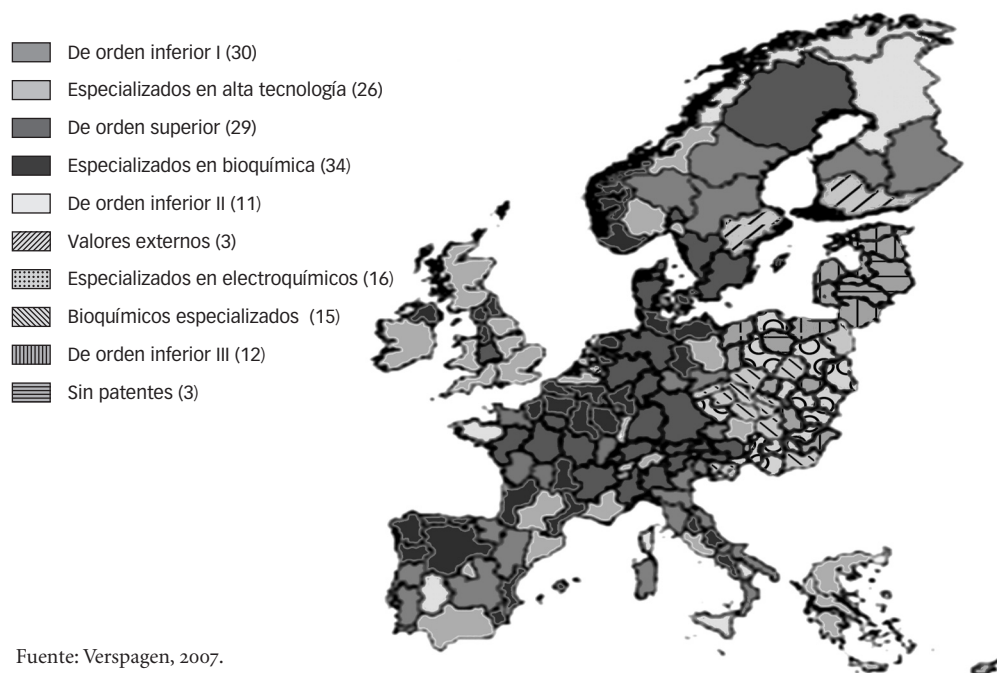 De orden inferior I (30)
Especializados en alta tecnología (26)
De orden superior (29)
Especializados en bioquímica (34)
De orden inferior II (11)
Valores externos (3)
Especializados en electroquímicos (16)
Bioquímicos especializados (15)
De orden inferior III (12)
Sin patentes (3)
Fuente: Verspagen, 2007.